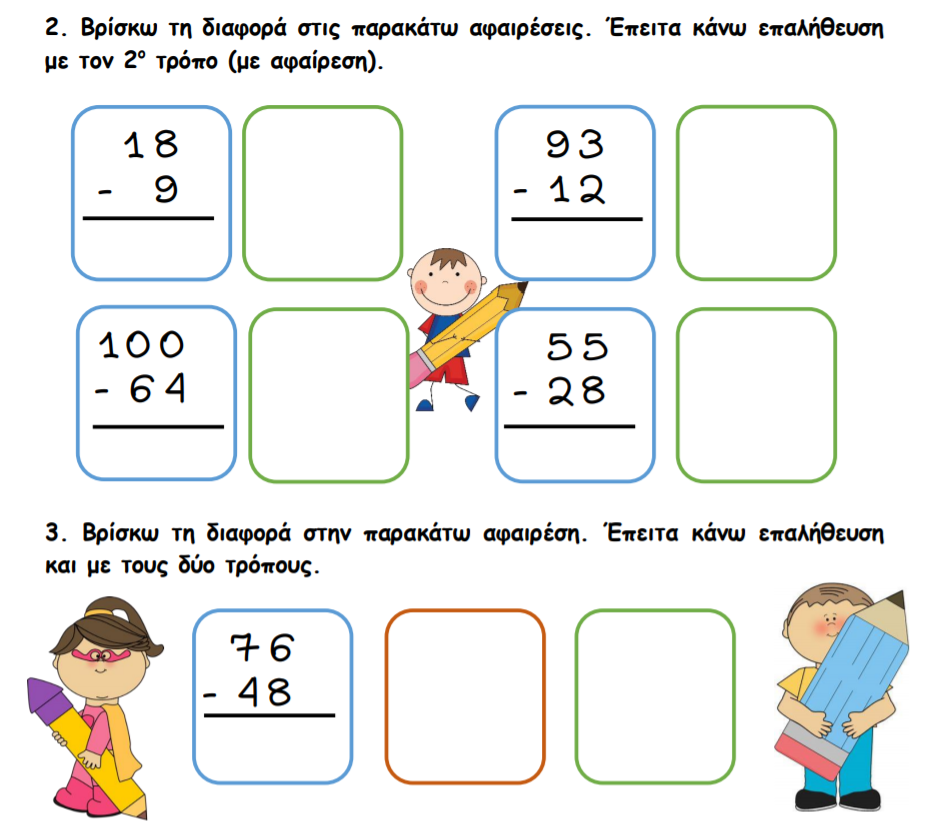 2. Βρίσκω τη διαφορά στις παρακάτω αφαιρέσεις. Έπειτα κάνω επαλήθευση
με τον 2ο τρόπο (με αφαίρεση).
18
- 9
93
- 12
100
- 64
55
- 28
3. Βρίσκω τη διαφορά στην παρακάτω αφαιρέση. Έπειτα κάνω επαλήθευση
και με τους δύο τρόπους.
76
- 48